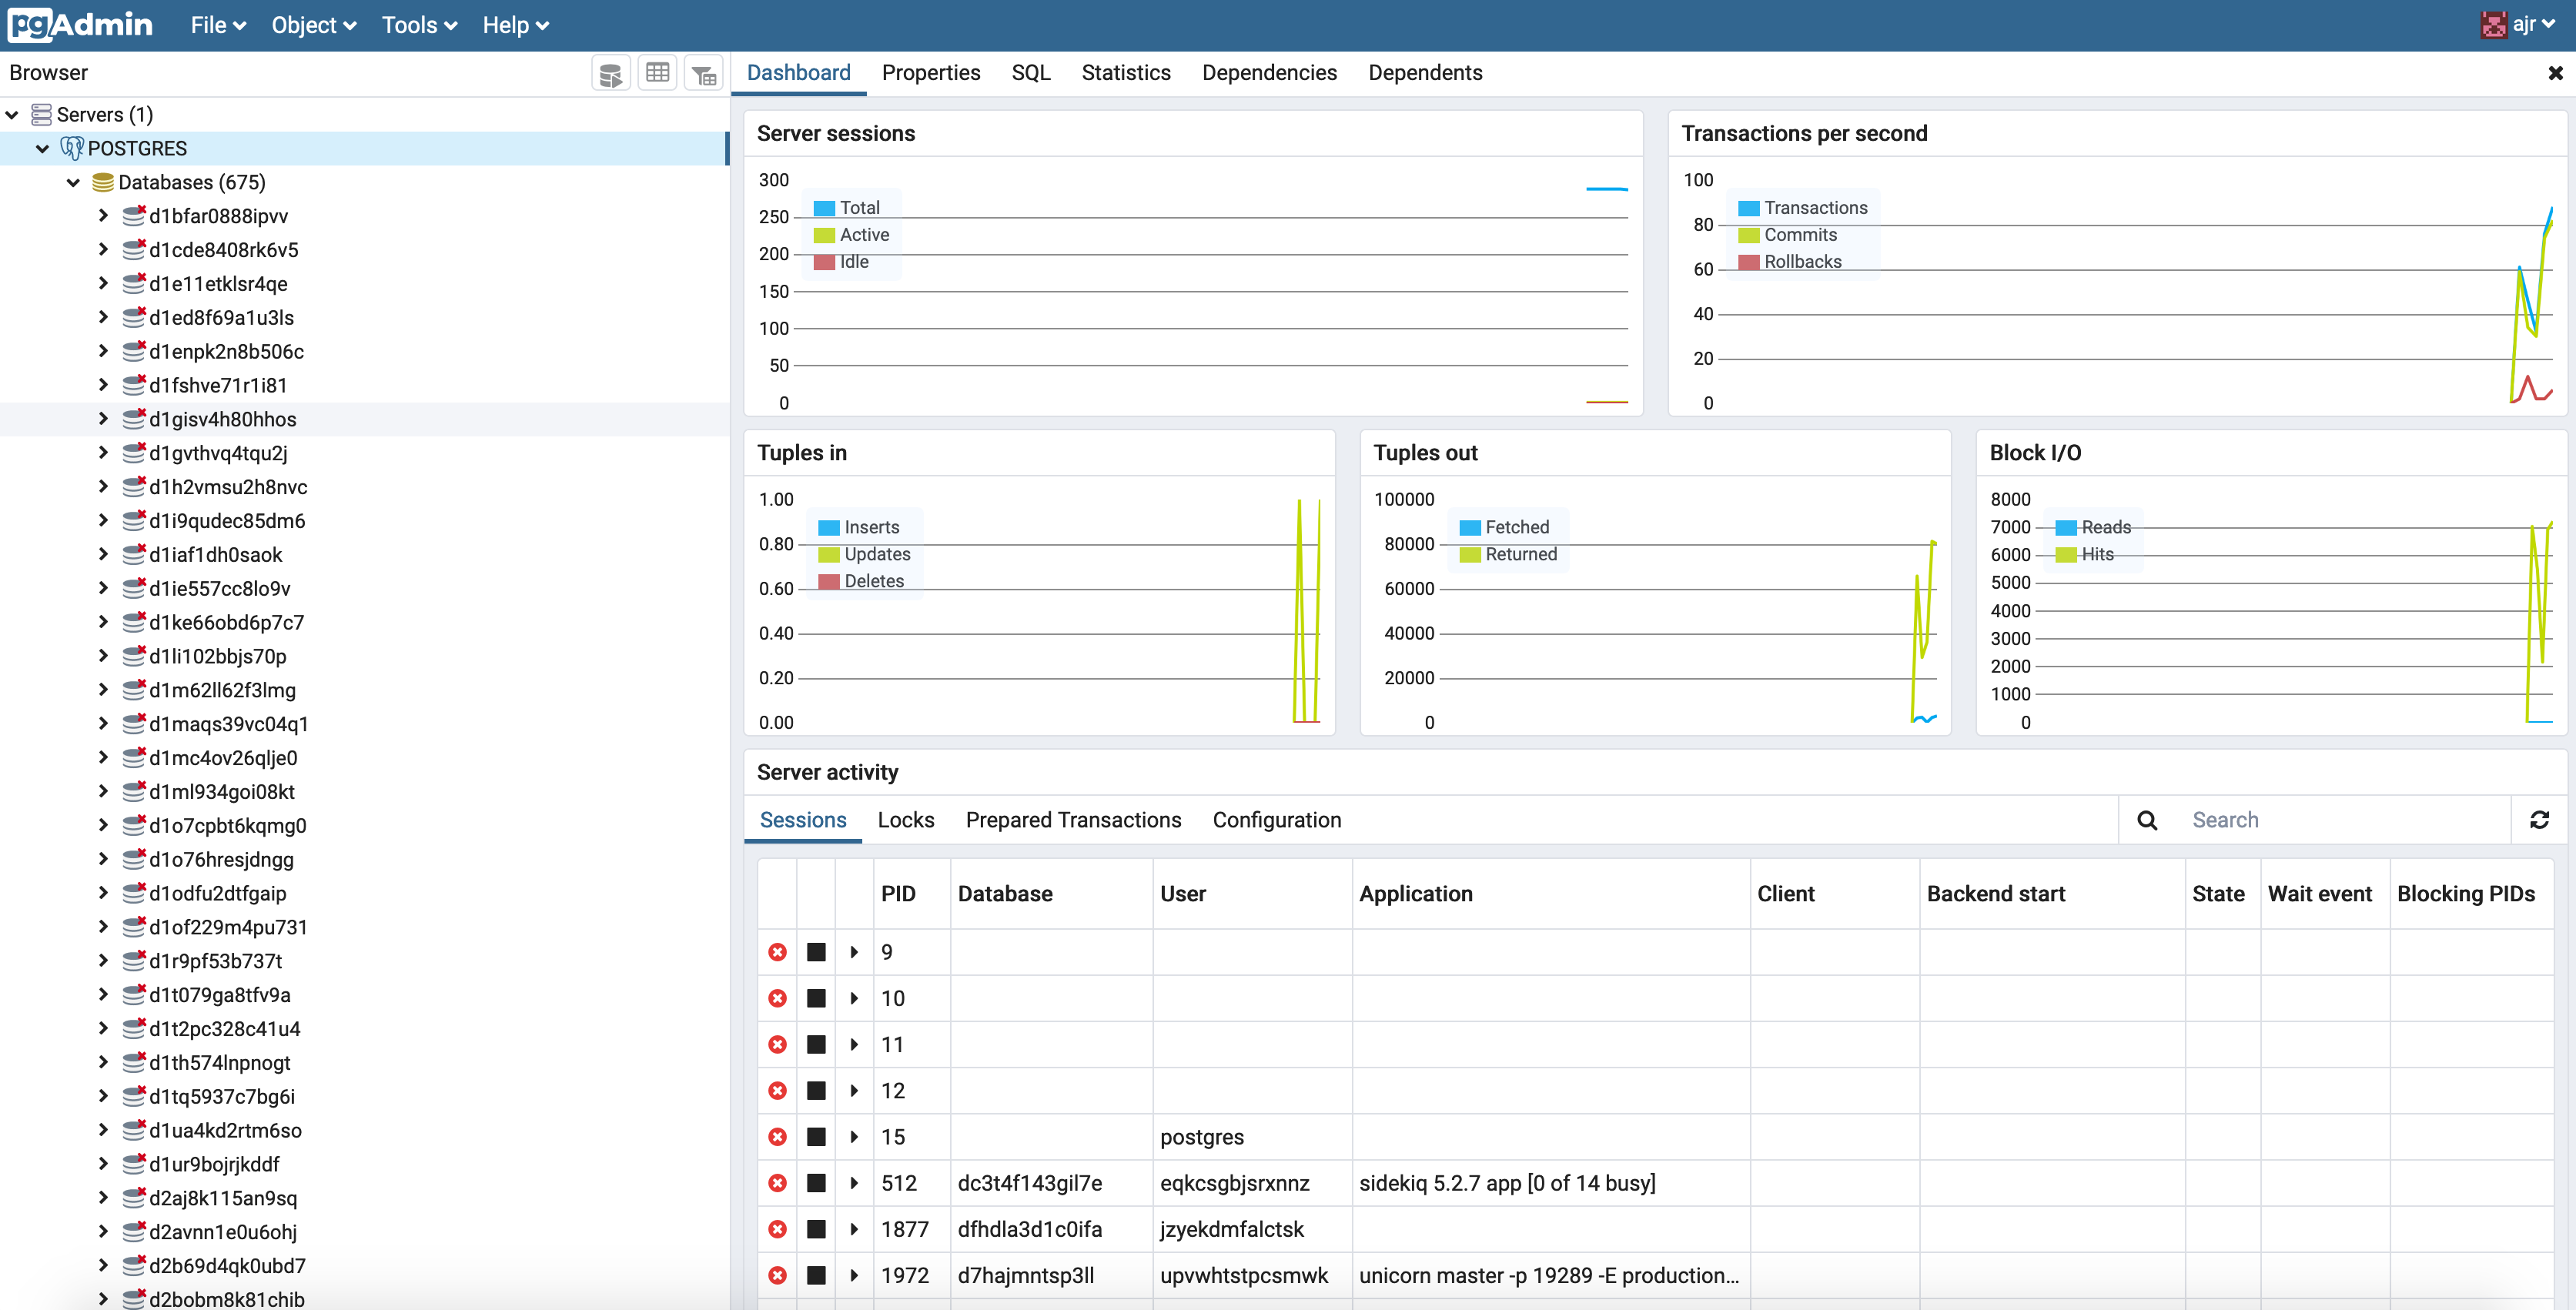 pgAdmin File Object Tools Help ajr
Browser
Servers (1)
POSTGRES
Databases (675)
d1bfar0888ipvv
d1cde8408rk6v5
d1e11etklsr4qe
d1ed8f69a1u3ls
d1enpk2n8b506c
d1fshve71r1i81
d1gisv4h80hhos
d1gvthvq4tqu2j
d1h2vmsu2h8nvc
d1i9qudec85dm6
d1iaf1dh0saok
d1ie557cc8lo9v
d1ke66obd6p7c7
d1li102bbjs70p
d1m62ll62f3lmg
d1maqs39vc04q1
d1mc4ov26qlje0
d1ml934goi08kt
d1o7cpbt6kqmg0
d1o76hresjdngg
d1odfu2dtfgaip
d1of229m4pu731
d1r9pf53b737t
d1t079ga8tfv9a
d1t2pc328c41u4
d1th574lnpnogt
d1tq5937c7bg6i
d1ua4kd2rtm6so
d1ur9bojrjkddf
d2aj8k115an9sq
d2avnn1e0u6ohj
d2b69d4qk0ubd7
d2bobm8k81chib
Dashboard Properties SQL Statistics Dependencies Dependents
Server sessions
300
250
200
150
100
50
0
Total
Active
Idle
Transactions per second
100
80
60
40
20
0
Transactions
Commits
Rollbacks
Tuples in
1.00
0.80
0.60
0.40
0.20
0.00
Inserts
Updates
Deletes
Tuples out
100000
80000
60000
40000
20000
0
Fetched
Returned
Block I/O
8000
7000
6000
5000
4000
3000
2000
1000
0
Reads
Hits
Server activity
Sessions Locks Prepared Transactions Configuration Search
PID Database User Application Client Backend start State Wait event Blocking PIDs
9
10
11
12
15 postgres
512 dc3t4f143gil7e eqkcsgbjsrxnnz sidekiq 5.2.7 app [0 of 14 busy]
1877 dfhdla3d1c0ifa jzyekdmfalctsk
1972 d7hajmntsp3ll upvwhtstpcsmwk unicorn master -p 19289 -E production...